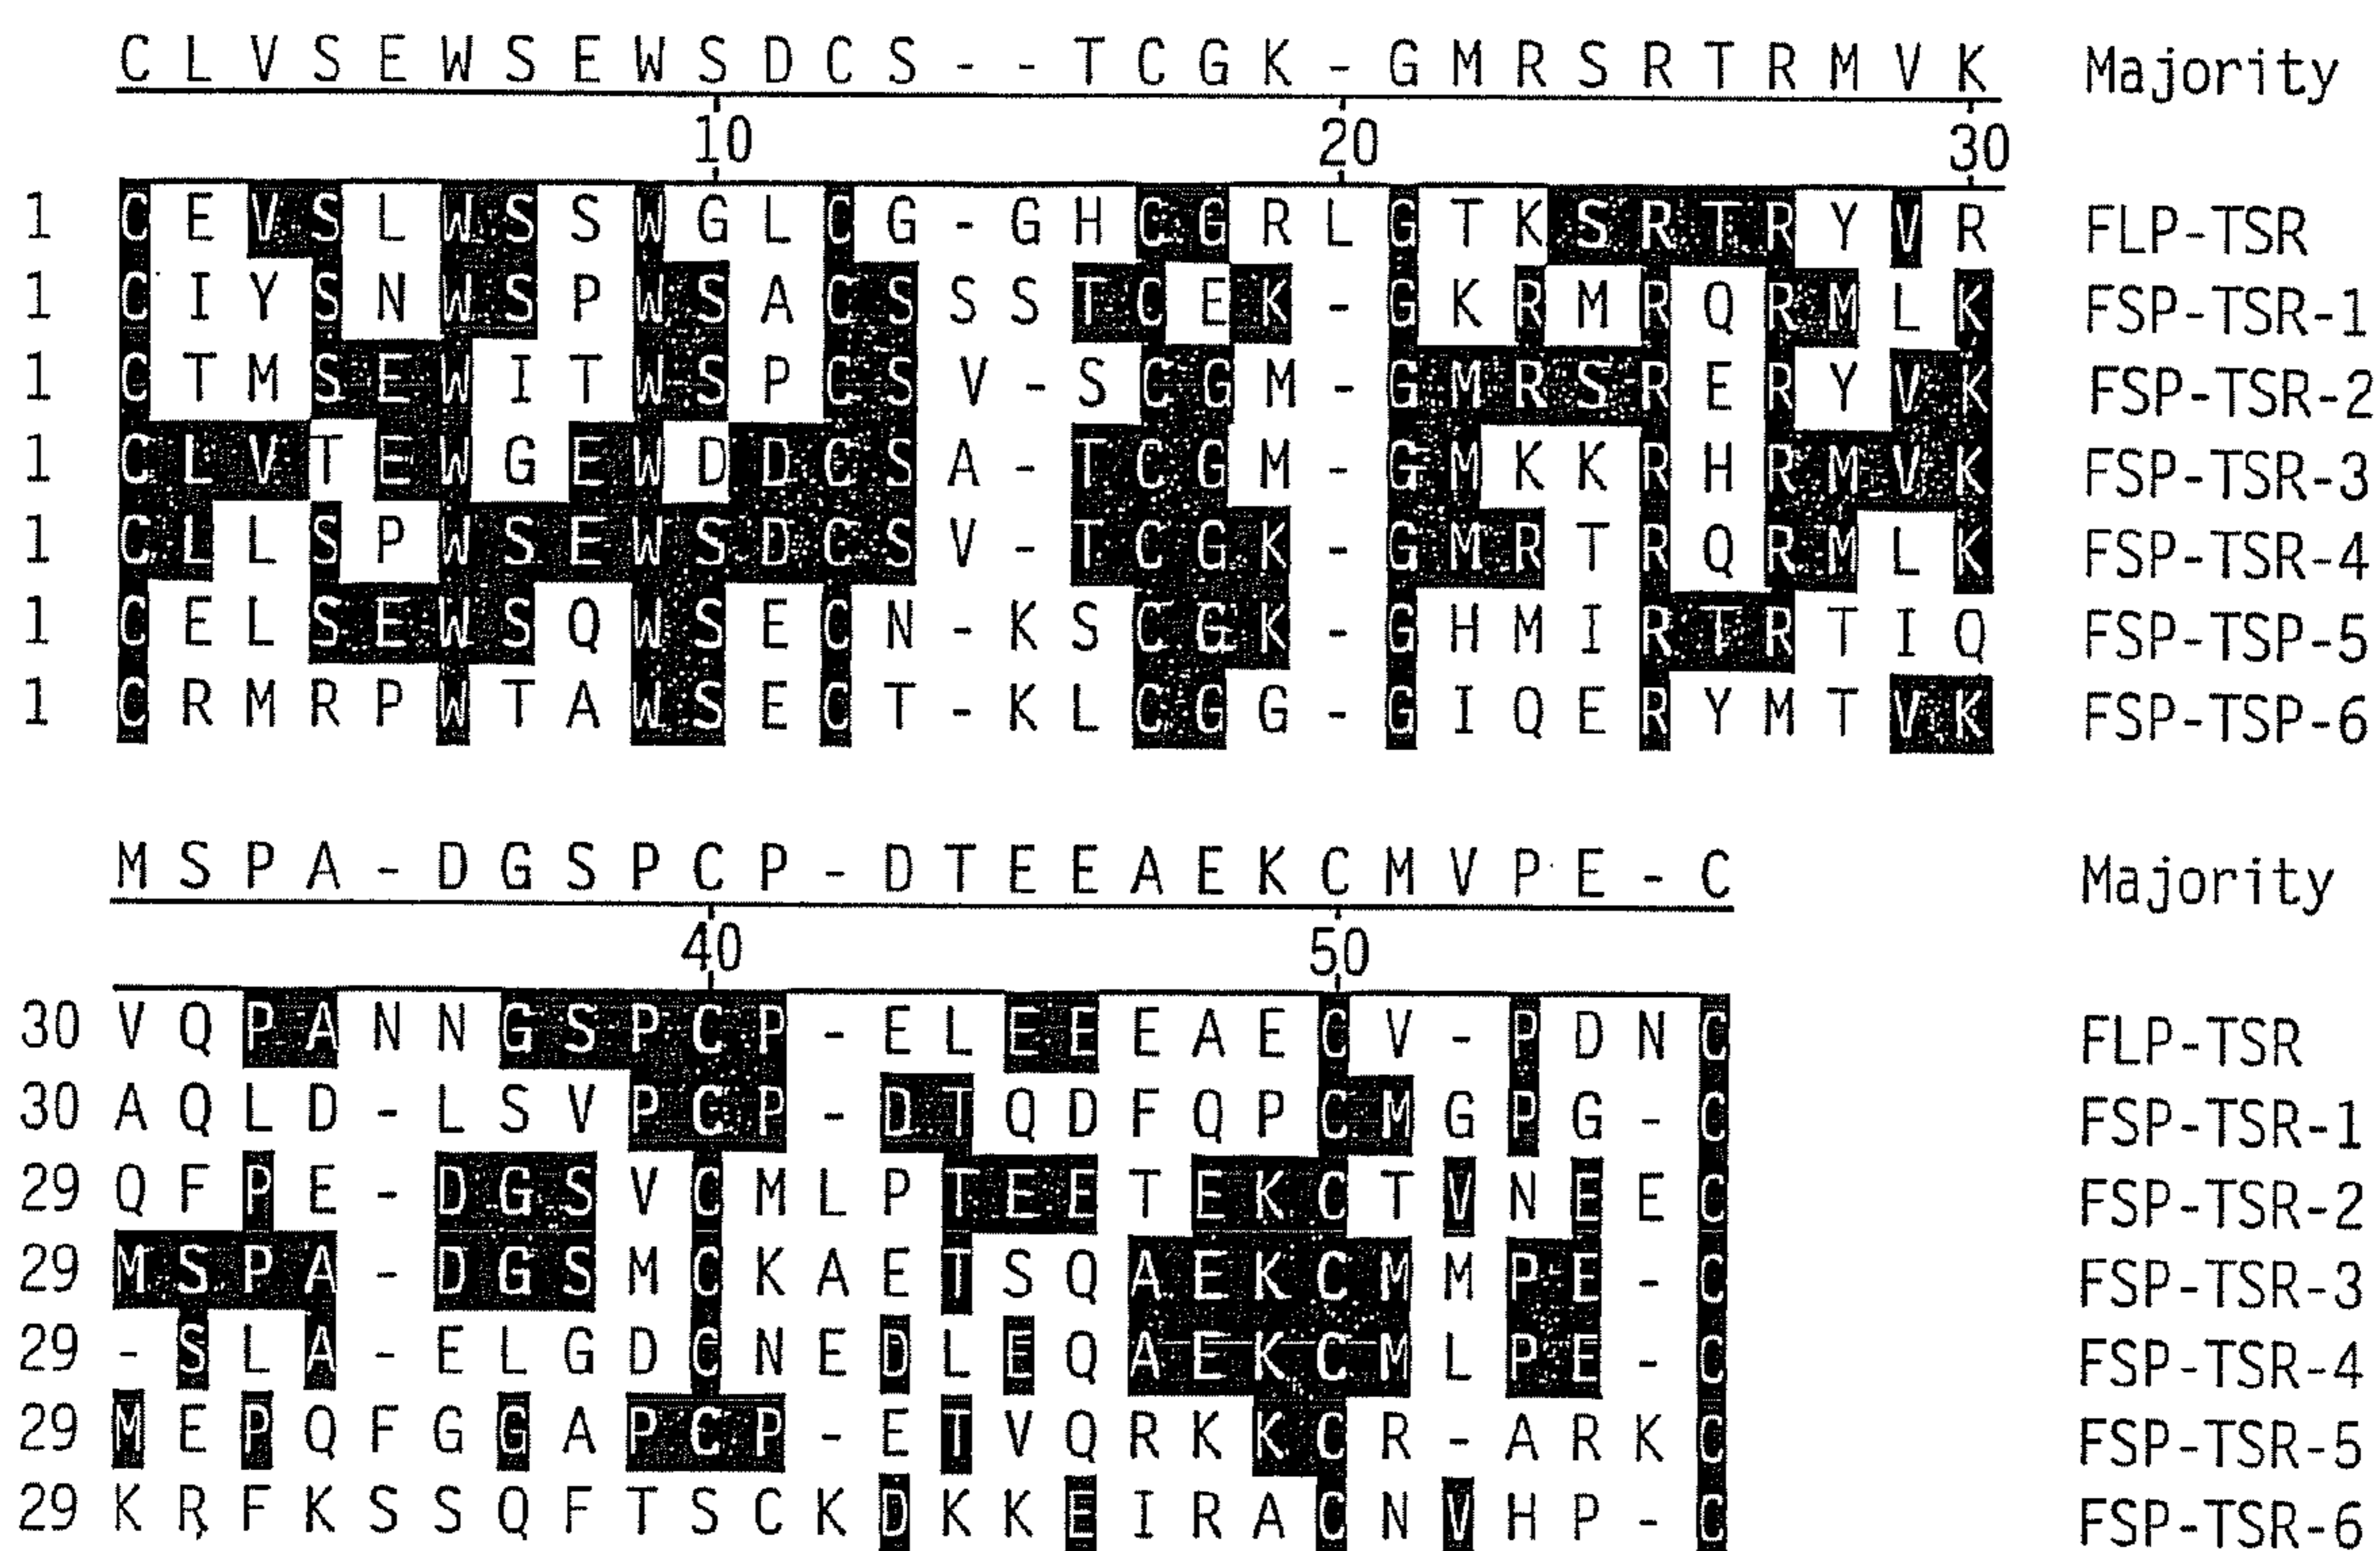 C L V S E W S E W S D C S - - T C G K - G M R S R T R M V K Majority
10 20 30
1 C E V S L W S S W G L C G - G H C G R L G T K S R T R Y V R FLP-TSR
1 C I Y S N W S P W S A C S S S T C E K - G K R M R Q R M L K FSP-TSR-1
1 C T M S E W I T W S P C S V - S C G M - G M R S R E R Y V K FSP-TSR-2
1 C L V T E W G E W D D C S A - T C G M - G M K K R H R M V K FSP-TSR-3
1 C L L S P W S E W S D C S V - T C G K - G M R T R Q R M L K FSP-TSR-4
1 C E L S E W S Q W S E C N - K S C G K - G H M I R T R T I Q FSP-TSP-5
1 C R M R P W T A W S E C T - K L C G G - G I Q E R Y M T V K FSP-TSP-6
M S P A - D G S P C P - D T E E A E K C M V P E - C Majority
40 50
30 V Q P A N N G S P C P - E L E E E A E C V - P D N C FLP-TSR
30 A Q L D - L S V P C P - D T Q D F Q P C M G P G - C FSP-TSR-1
29 Q F P E - D G S V C M L P T E E T E K C T V N E E C FSP-TSR-2
29 M S P A - D G S M C K A E T S Q A E K C M M P E - C FSP-TSR-3
29 - S L A - E L G D C N E D L E Q A E K C M L P E - C FSP-TSR-4
29 M E P Q F G G A P C P - E T V Q R K K C R - A R K C FSP-TSR-5
29 K R F K S S Q F T S C K D K K E I R A C N V H P - C FSP-TSR-6